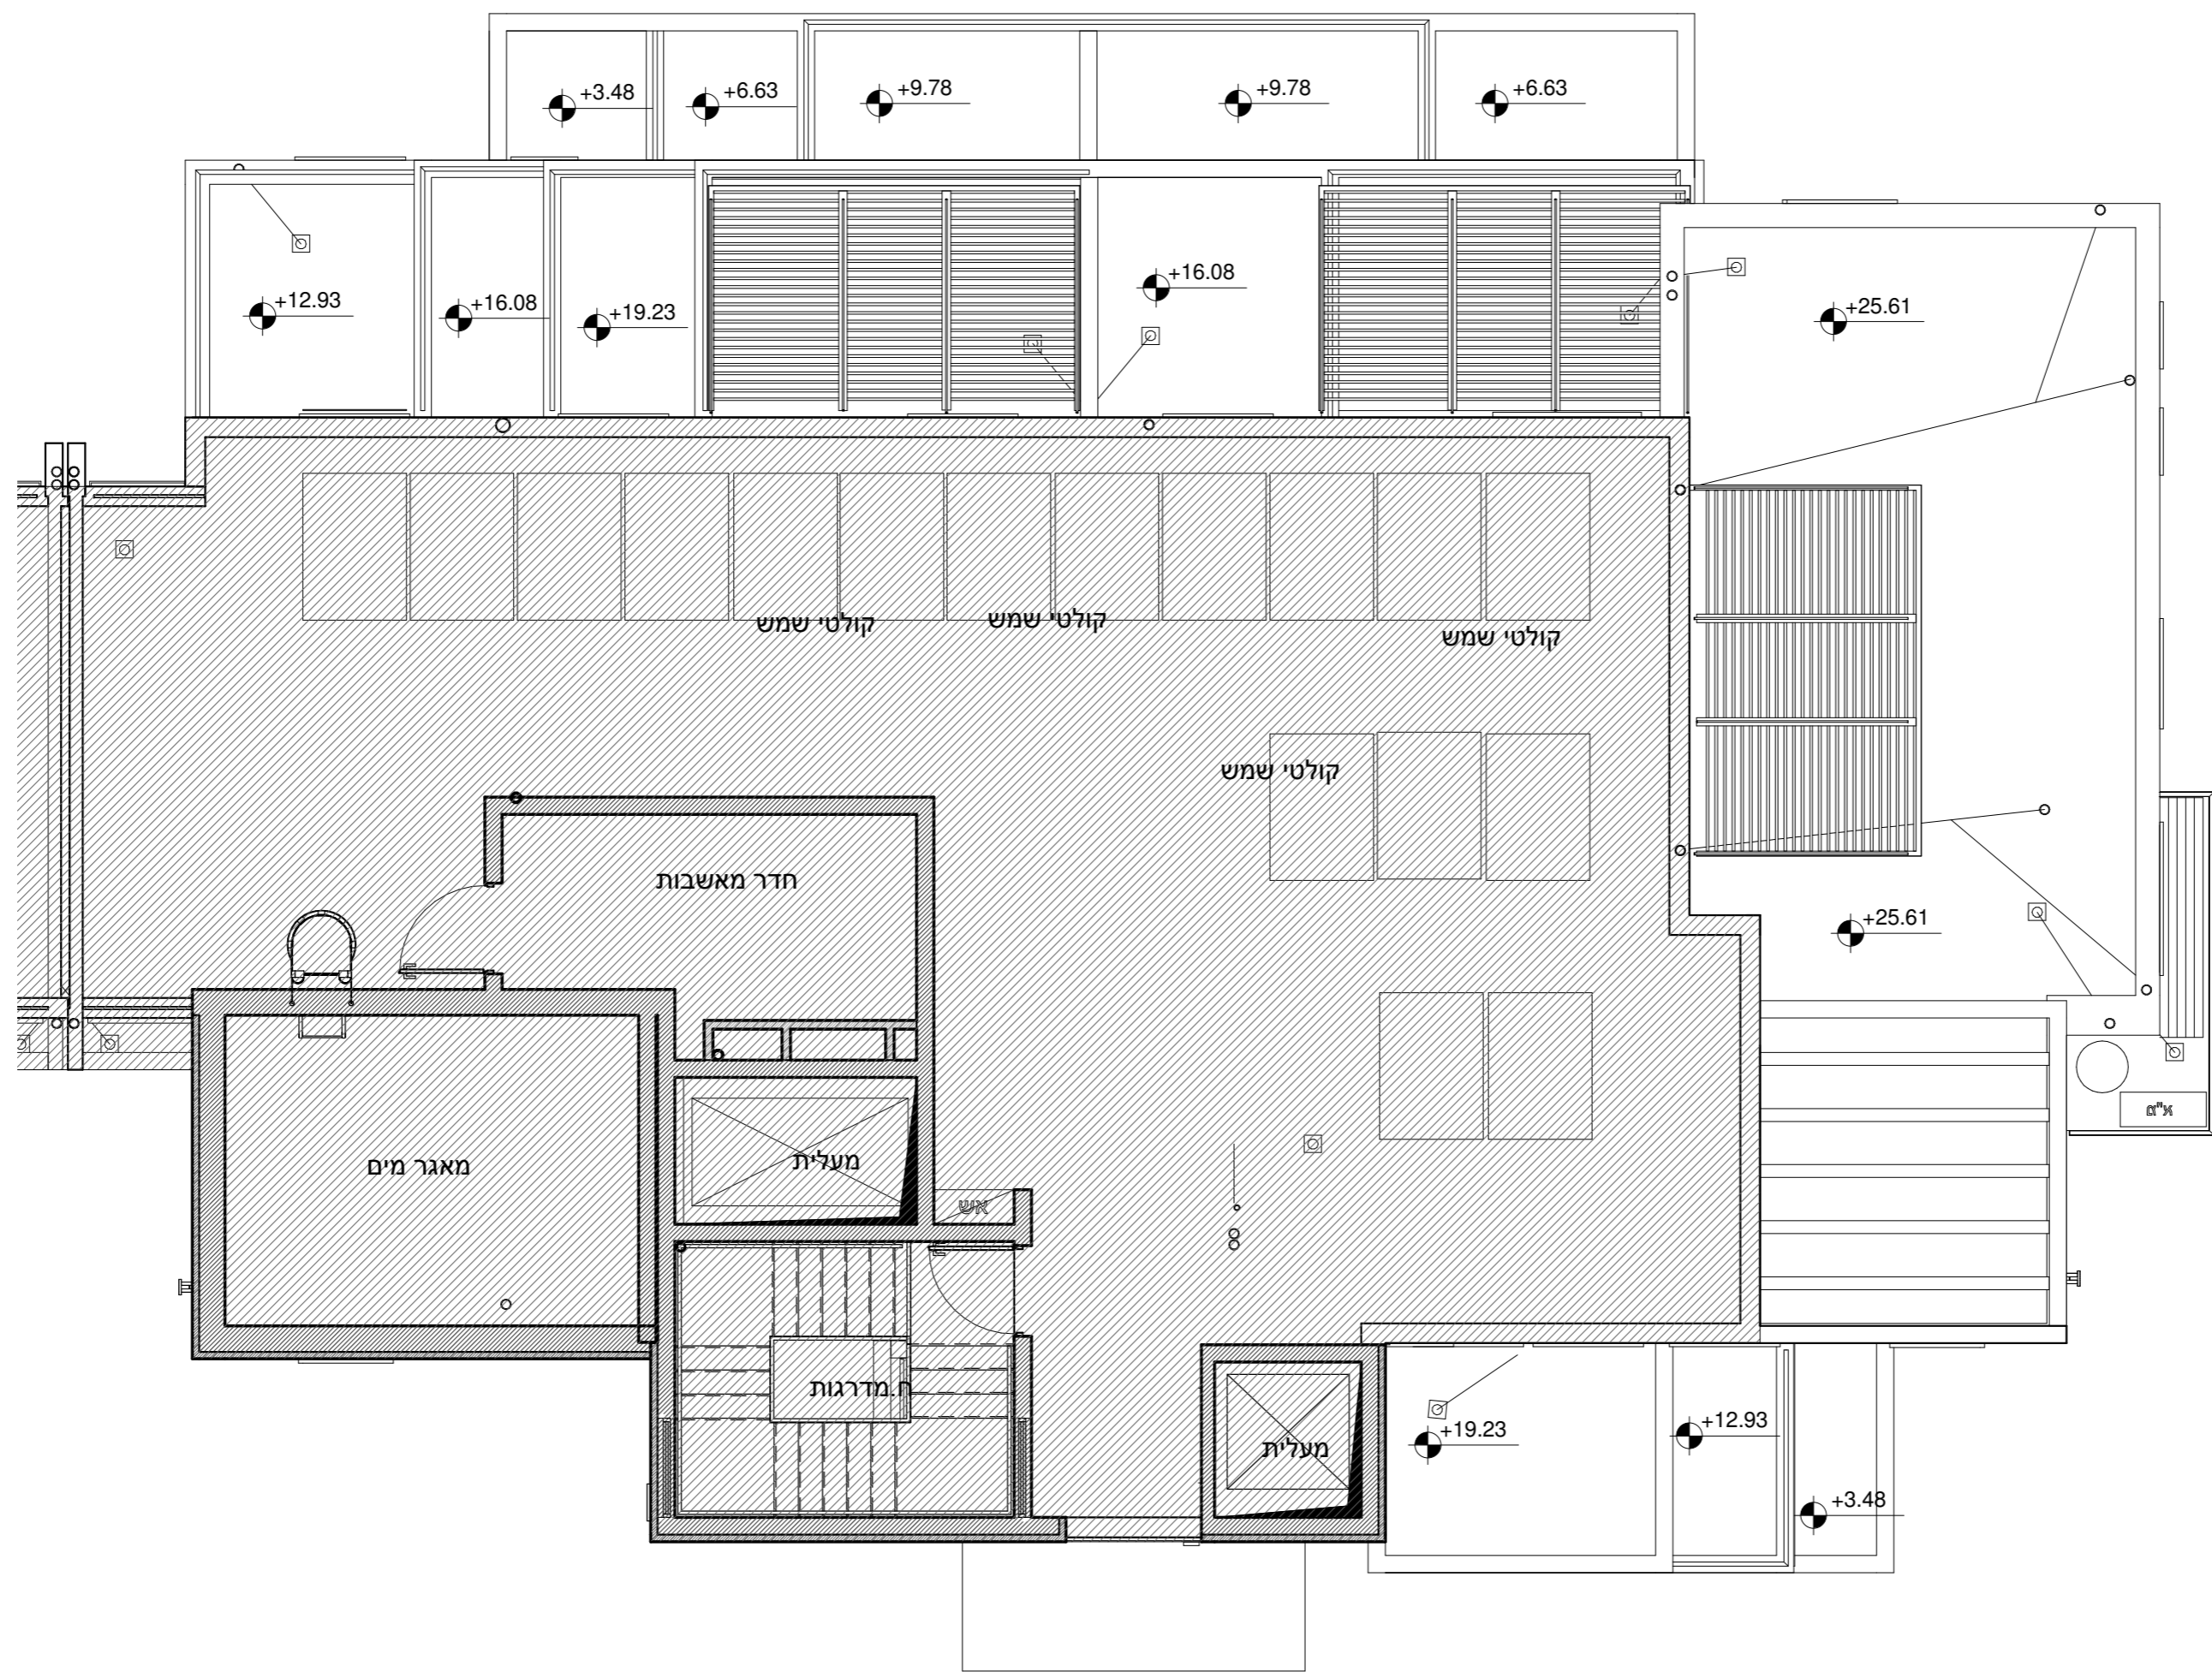 +3.48
+6.63
+9.78
+9.78
+6.63
+12.93
+16.08
+19.23
+16.08
+25.61
קולטי שמש
קולטי שמש
קולטי שמש
קולטי שמש
חדר מאשבות
+25.61
א"מ
מעלית
מאגר מים
אש
ח.מדרגות
+19.23
+12.93
מעלית
+3.48